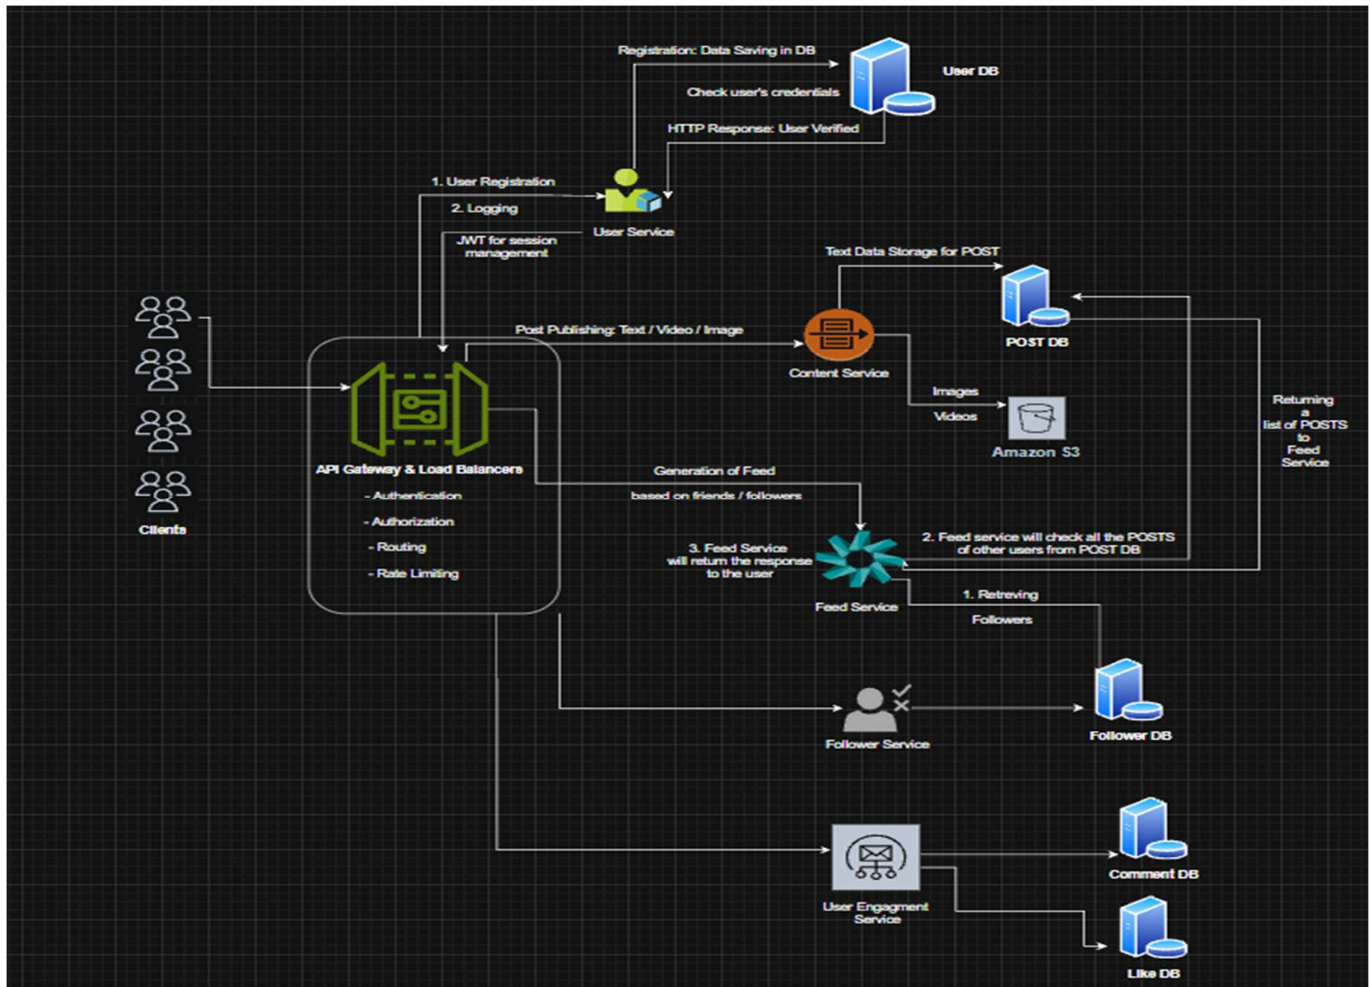 Registration: Data Saving in DB
User DB
Check user's credentials
HTTP Response: User Verified
1. User Registration
2. Logging
User Service
JWT for session
management
Text Data Storage for POST
Post Publishing: Text / Video / Image
POST DB
Content Service
Images
Videos
Amazon S3
Returning
a
list of POSTS
to
Feed
Service
API Gateway & Load Balancers
- Authentication
- Authorization
- Routing
- Rate Limiting
Clients
Generation of Feed
based on friends / followers
2. Feed service will check all the POSTS
of other users from POST DB
3. Feed Service
will return the response
to the user
Feed Service
1. Retreving
Followers
Follower Service
Follower DB
Comment DB
User Engagment
Service
Like DB